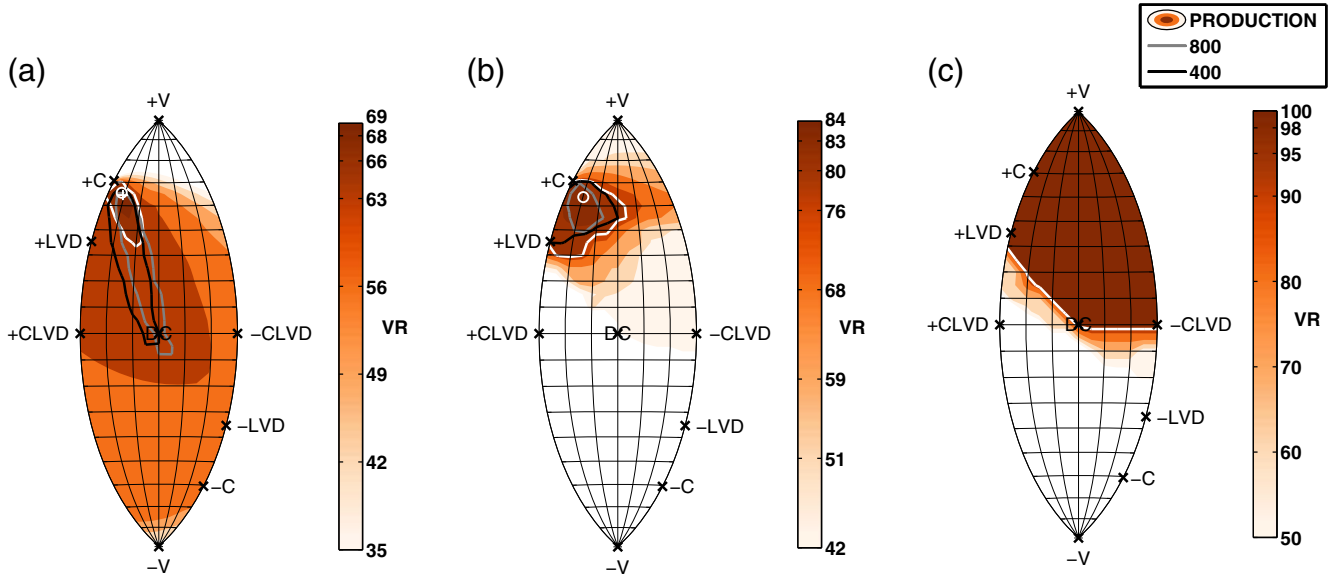 PRODUCTION
800
400
(a)
+V
+C
+LVD
+CLVD
DC
−CLVD
−LVD
−C
−V
69
68
66
63
56
VR
49
42
35
(b)
+V
+C
+LVD
+CLVD
DC
−CLVD
−LVD
−C
−V
84
83
80
76
68
VR
59
51
42
(c)
+V
+C
+LVD
+CLVD
DC
−CLVD
−LVD
−C
−V
100
98
95
90
80
VR
70
60
50